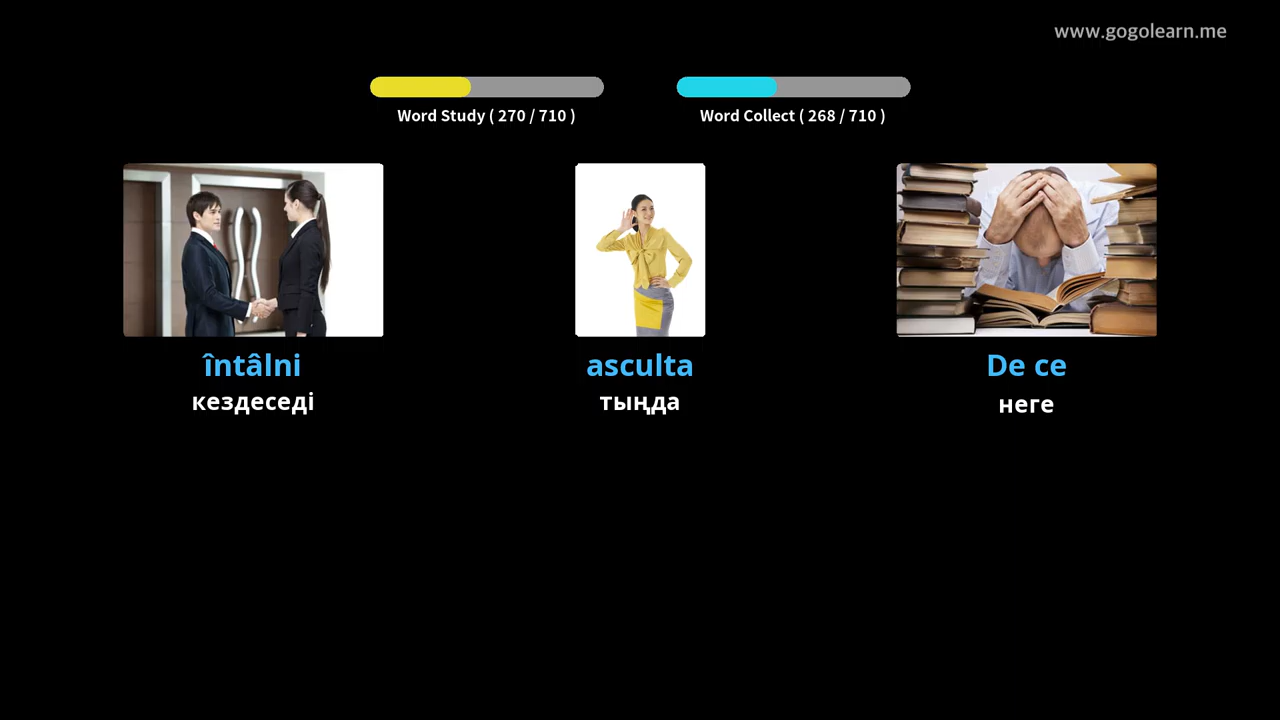 www.gogolearn.me
Word Study ( 270 / 710 )
Word Collect ( 268 / 710 )
întâlni
asculta
De ce
кездеседі
тыңда
неге